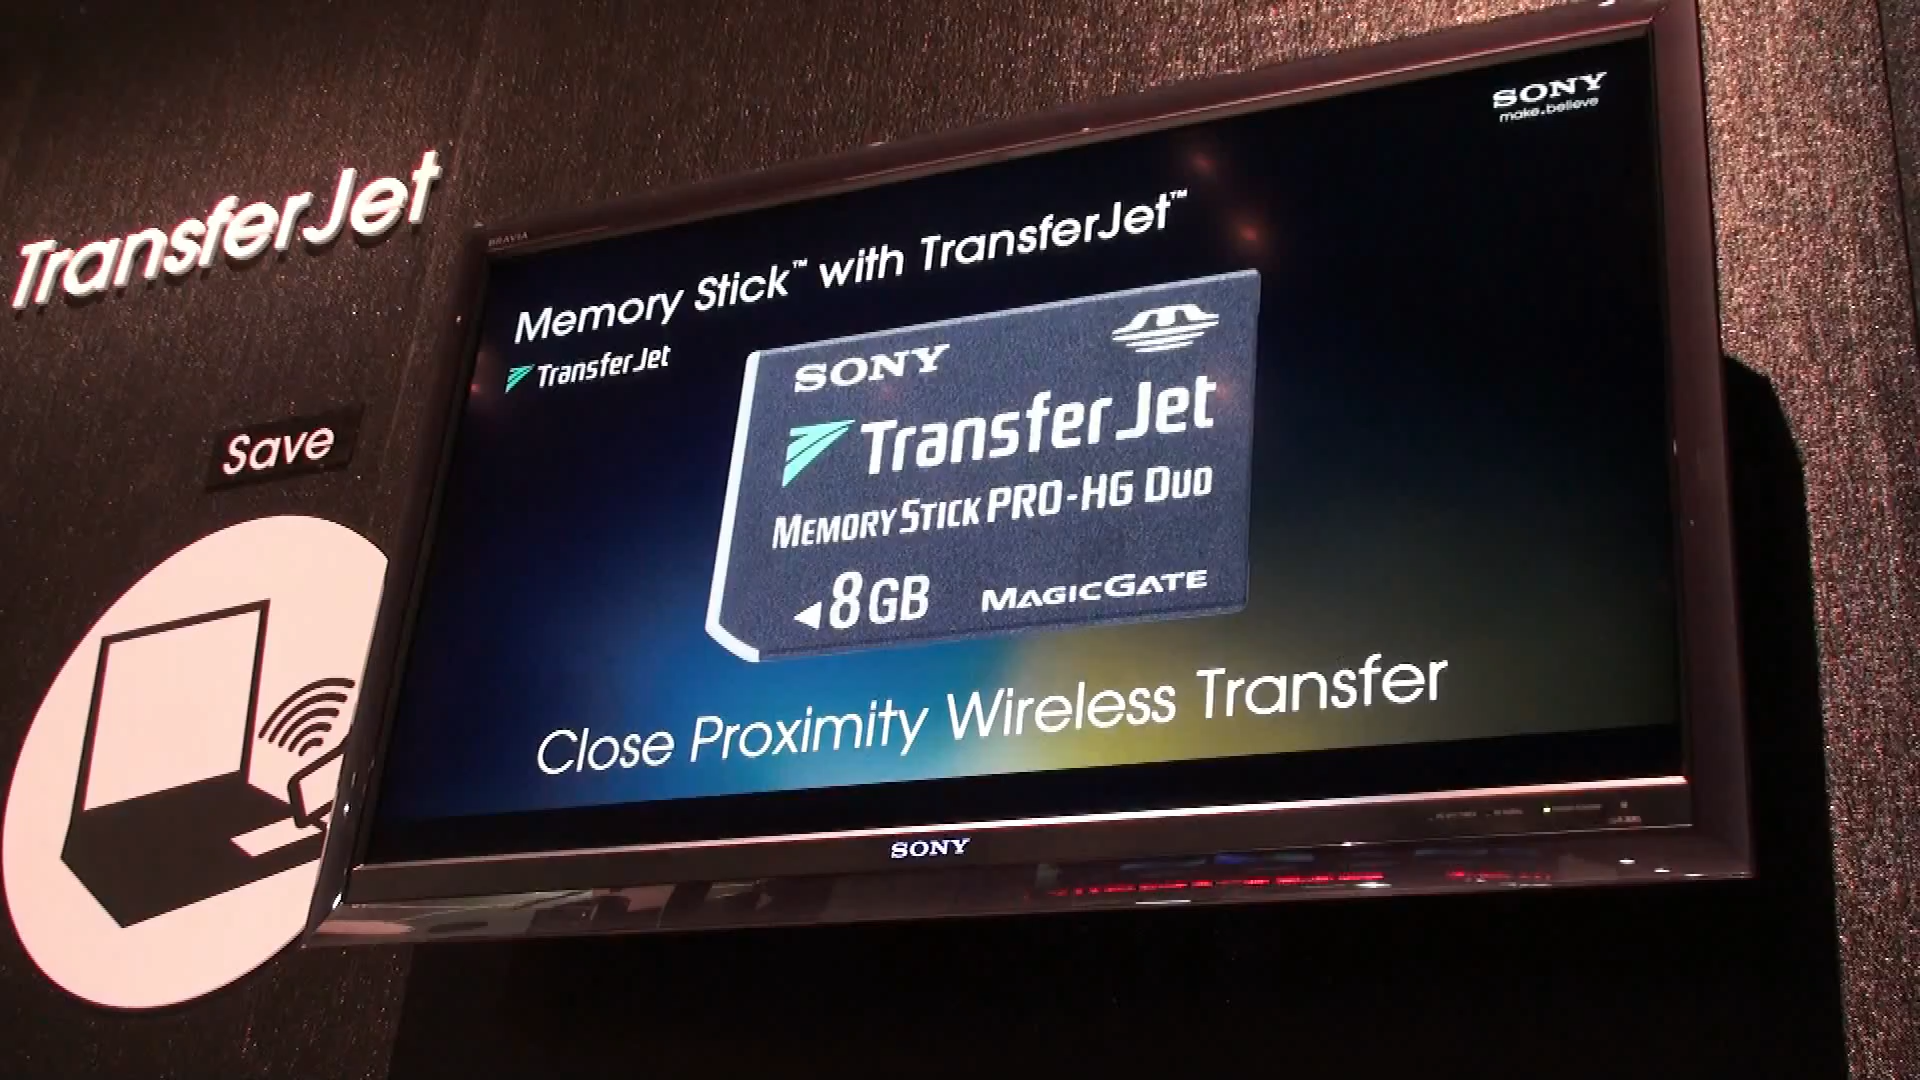 TransferJet
Save
BRAVIA
SONY
make.believe
Memory Stick™ with TransferJet™
TransferJet
SONY
TransferJet
MEMORY STICK PRO-HG DUO
8GB MAGICGATE
Close Proximity Wireless Transfer
SONY